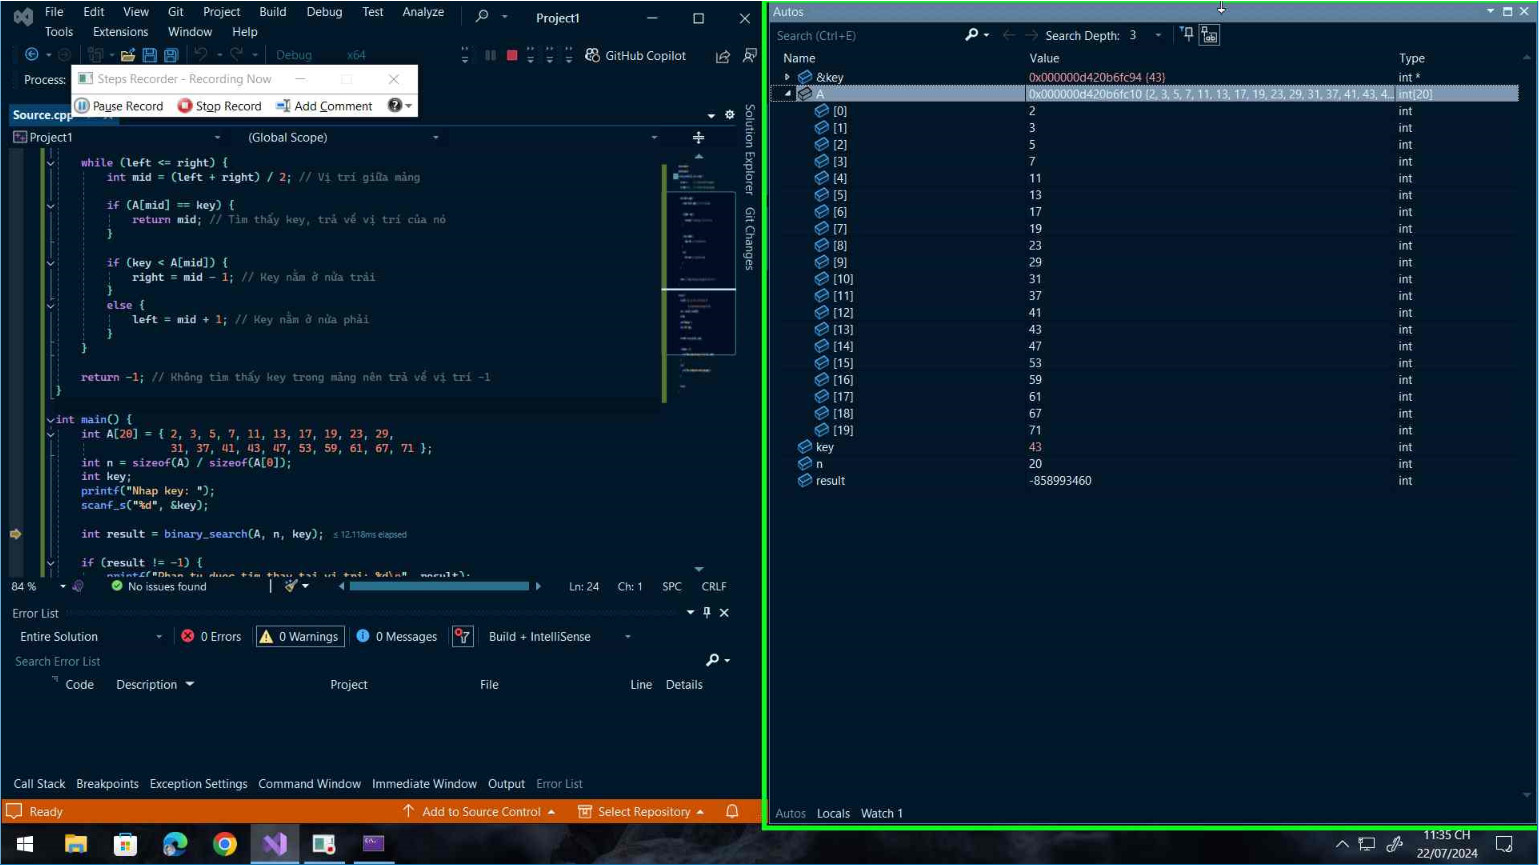 File Edit View Git Project Build Debug Test Analyze Project1
Tools Extensions Window Help
Debug x64 GitHub Copilot
Process:
Steps Recorder - Recording Now
Pause Record Stop Record Add Comment
Source.cpp
Project1 (Global Scope)
while (left <= right) {
int mid = (left + right) / 2; // Vị trí giữa mảng
if (A[mid] == key) {
return mid; // Tìm thấy key, trả về vị trí của nó
}
if (key < A[mid]) {
right = mid - 1; // Key nằm ở nửa trái
}
else {
left = mid + 1; // Key nằm ở nửa phải
}
}
return -1; // Không tìm thấy key trong mảng nên trả về vị trí -1
}
int main() {
int A[20] = { 2, 3, 5, 7, 11, 13, 17, 19, 23, 29,
31, 37, 41, 43, 47, 53, 59, 61, 67, 71 };
int n = sizeof(A) / sizeof(A[0]);
int key;
printf("Nhap key: ");
scanf_s("%d", &key);
int result = binary_search(A, n, key); ≤ 12.118ms elapsed
if (result != -1) {
printf("Phan tu duoc tim thay tai vi tri: %d\n", result);
84 % No issues found Ln: 24 Ch: 1 SPC CRLF
Solution Explorer
Git Changes
Error List
Entire Solution 0 Errors 0 Warnings 0 Messages Build + IntelliSense
Search Error List
Code Description Project File Line Details
Call Stack Breakpoints Exception Settings Command Window Immediate Window Output Error List
Ready Add to Source Control Select Repository
Autos
Search (Ctrl+E) Search Depth: 3
Name Value Type
&key 0x000000d420b6fc94 {43} int *
A 0x000000d420b6fc10 {2, 3, 5, 7, 11, 13, 17, 19, 23, 29, 31, 37, 41, 43, 4... int[20]
[0] 2 int
[1] 3 int
[2] 5 int
[3] 7 int
[4] 11 int
[5] 13 int
[6] 17 int
[7] 19 int
[8] 23 int
[9] 29 int
[10] 31 int
[11] 37 int
[12] 41 int
[13] 43 int
[14] 47 int
[15] 53 int
[16] 59 int
[17] 61 int
[18] 67 int
[19] 71 int
key 43 int
n 20 int
result -858993460 int
Autos Locals Watch 1
11:35 CH
22/07/2024